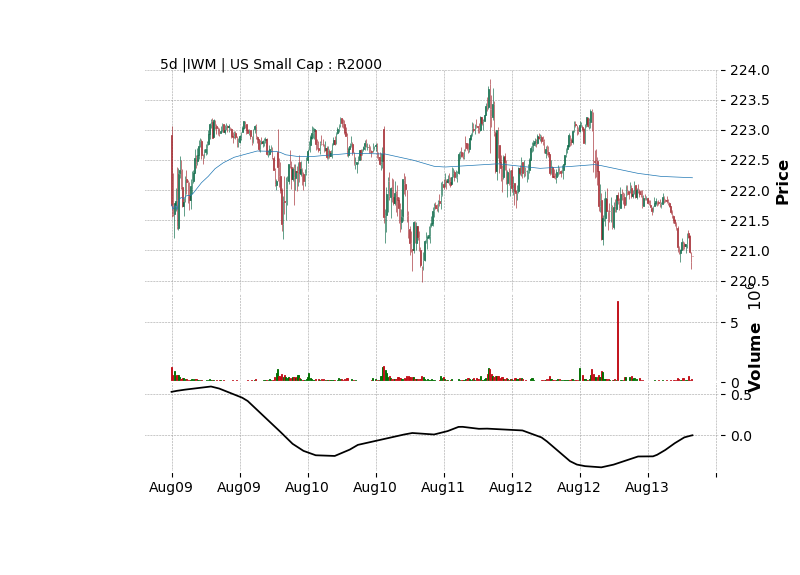 5d |IWM | US Small Cap : R2000
224.0
223.5
223.0
222.5
222.0
221.5
221.0
220.5
Price
10^6
5
0
Volume
0.5
0.0
Aug09
Aug09
Aug10
Aug10
Aug11
Aug12
Aug12
Aug13